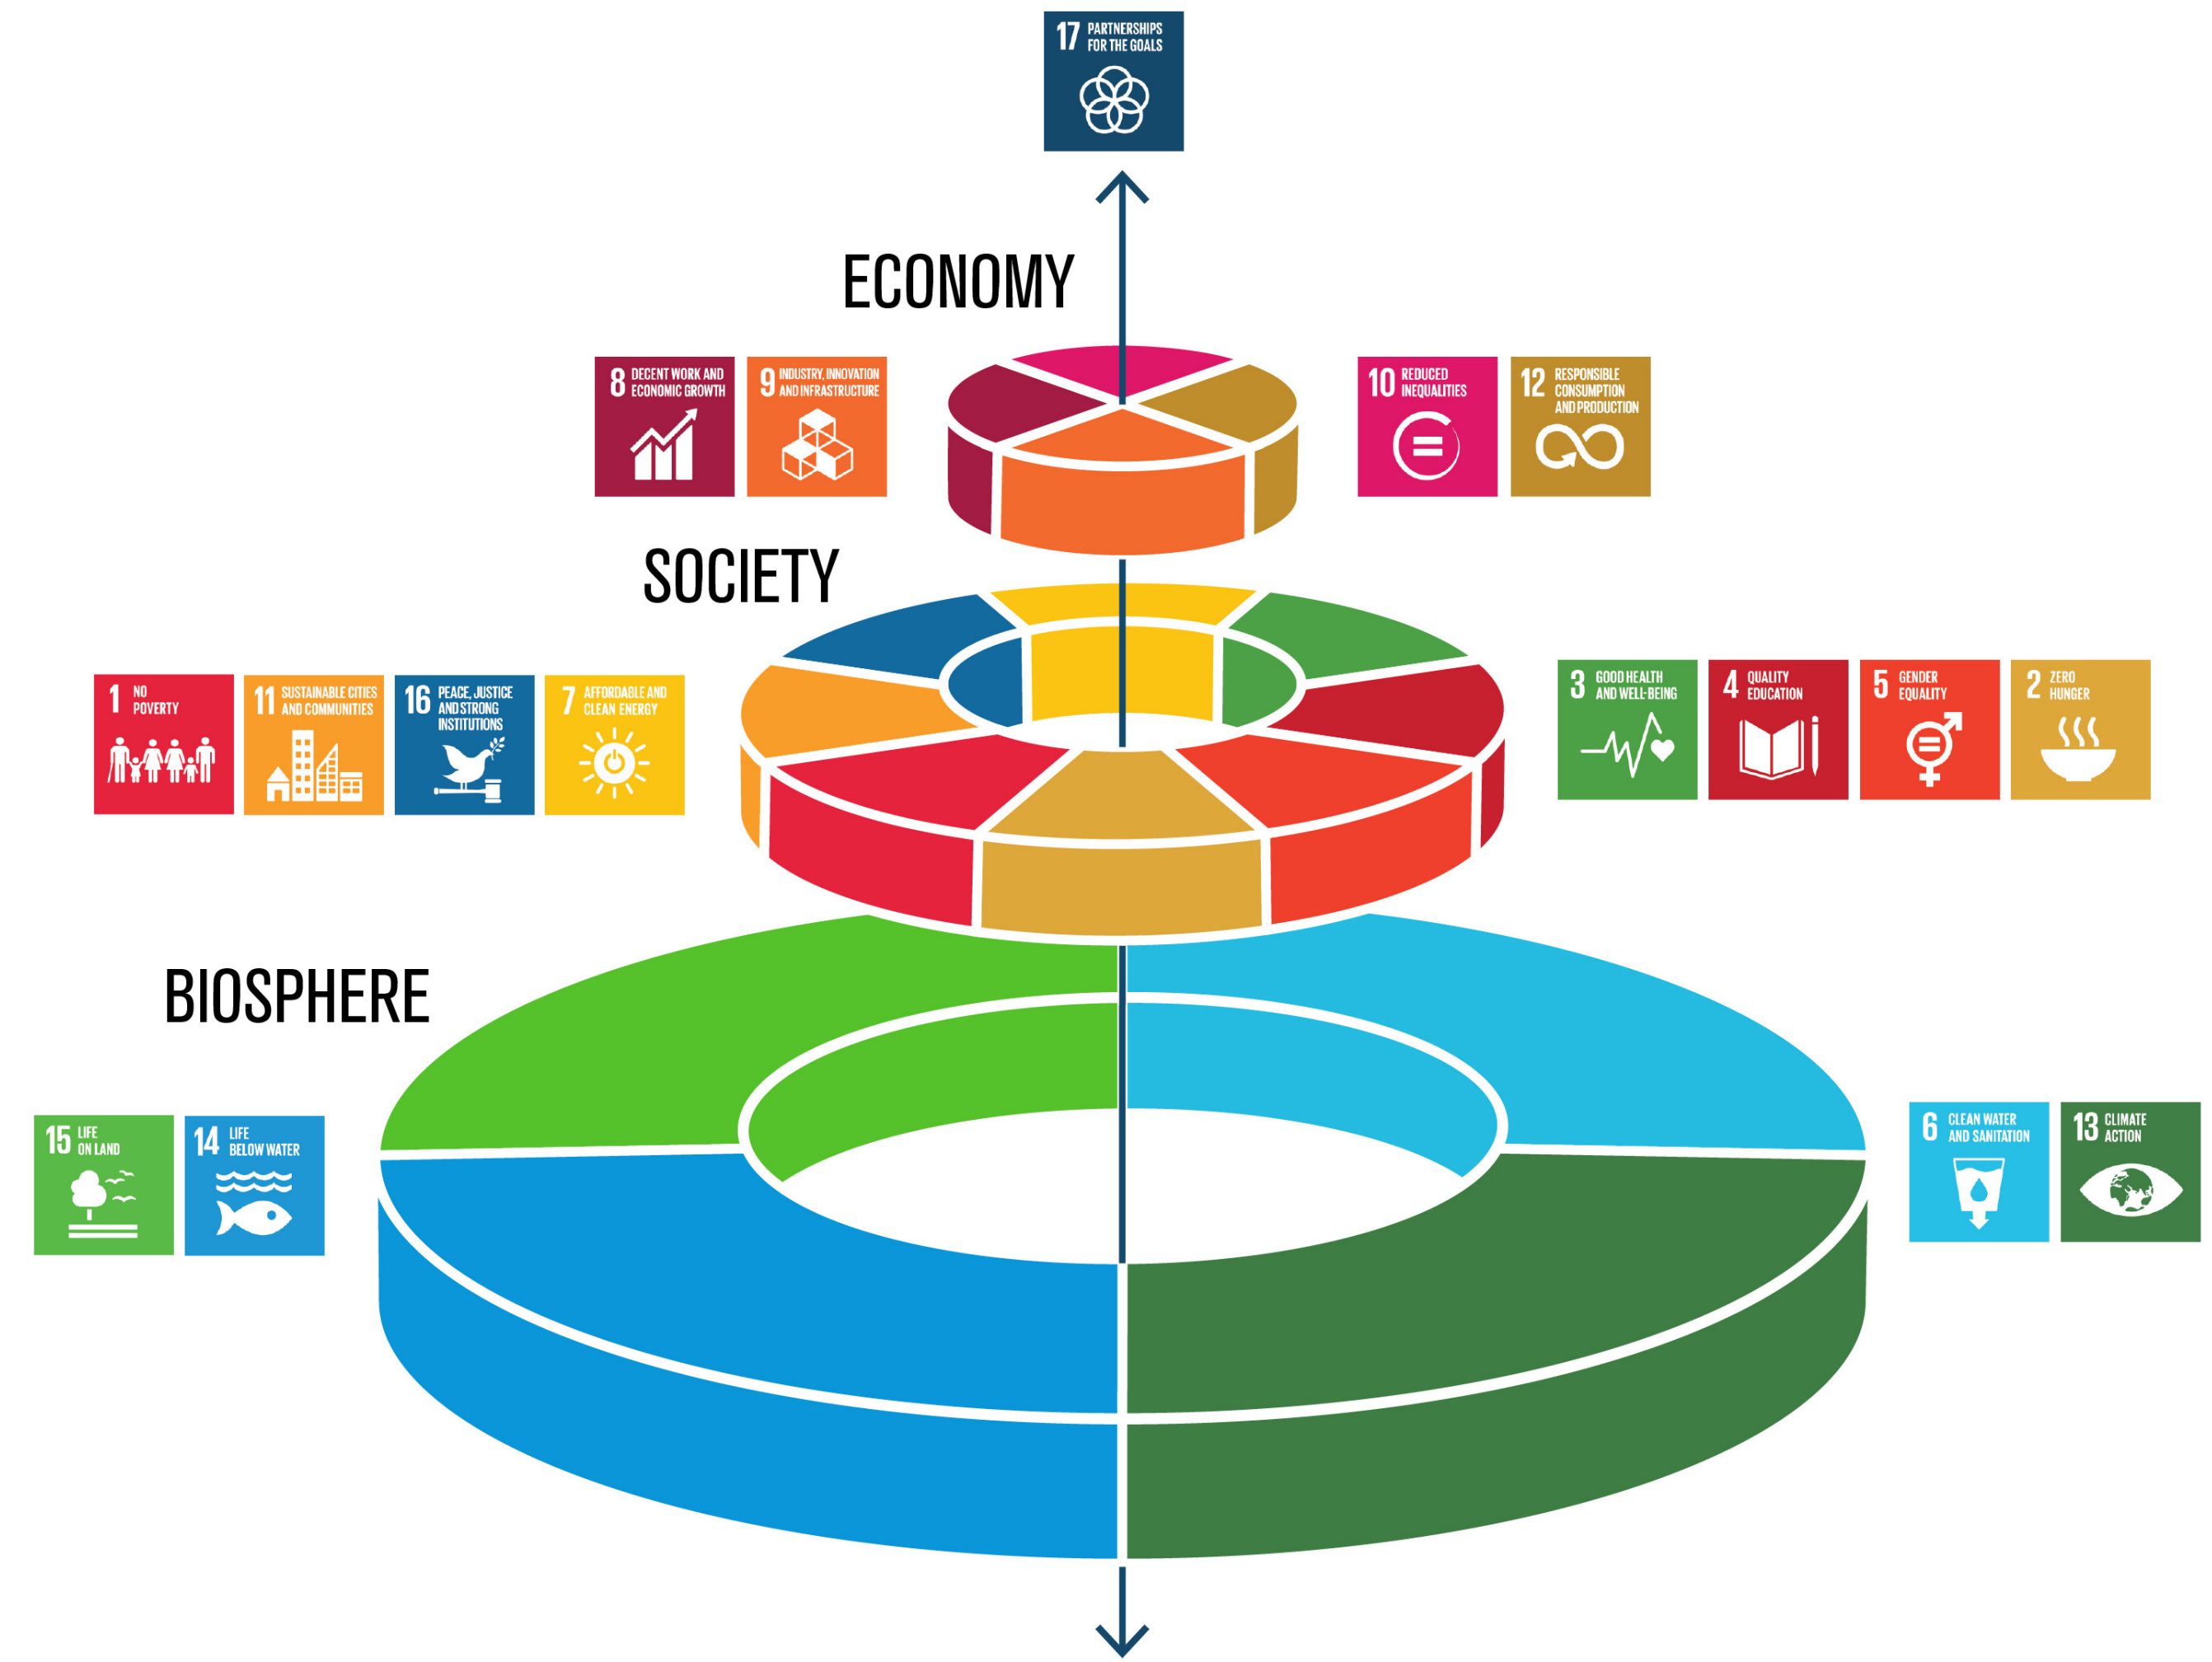 17 PARTNERSHIPS
FOR THE GOALS
ECONOMY
8 DECENT WORK AND
ECONOMIC GROWTH
9 INDUSTRY, INNOVATION
AND INFRASTRUCTURE
10 REDUCED
INEQUALITIES
12 RESPONSIBLE
CONSUMPTION
AND PRODUCTION
SOCIETY
1 NO
POVERTY
11 SUSTAINABLE CITIES
AND COMMUNITIES
16 PEACE, JUSTICE
AND STRONG
INSTITUTIONS
7 AFFORDABLE AND
CLEAN ENERGY
3 GOOD HEALTH
AND WELL-BEING
4 QUALITY
EDUCATION
5 GENDER
EQUALITY
2 ZERO
HUNGER
BIOSPHERE
15 LIFE
ON LAND
14 LIFE
BELOW WATER
6 CLEAN WATER
AND SANITATION
13 CLIMATE
ACTION